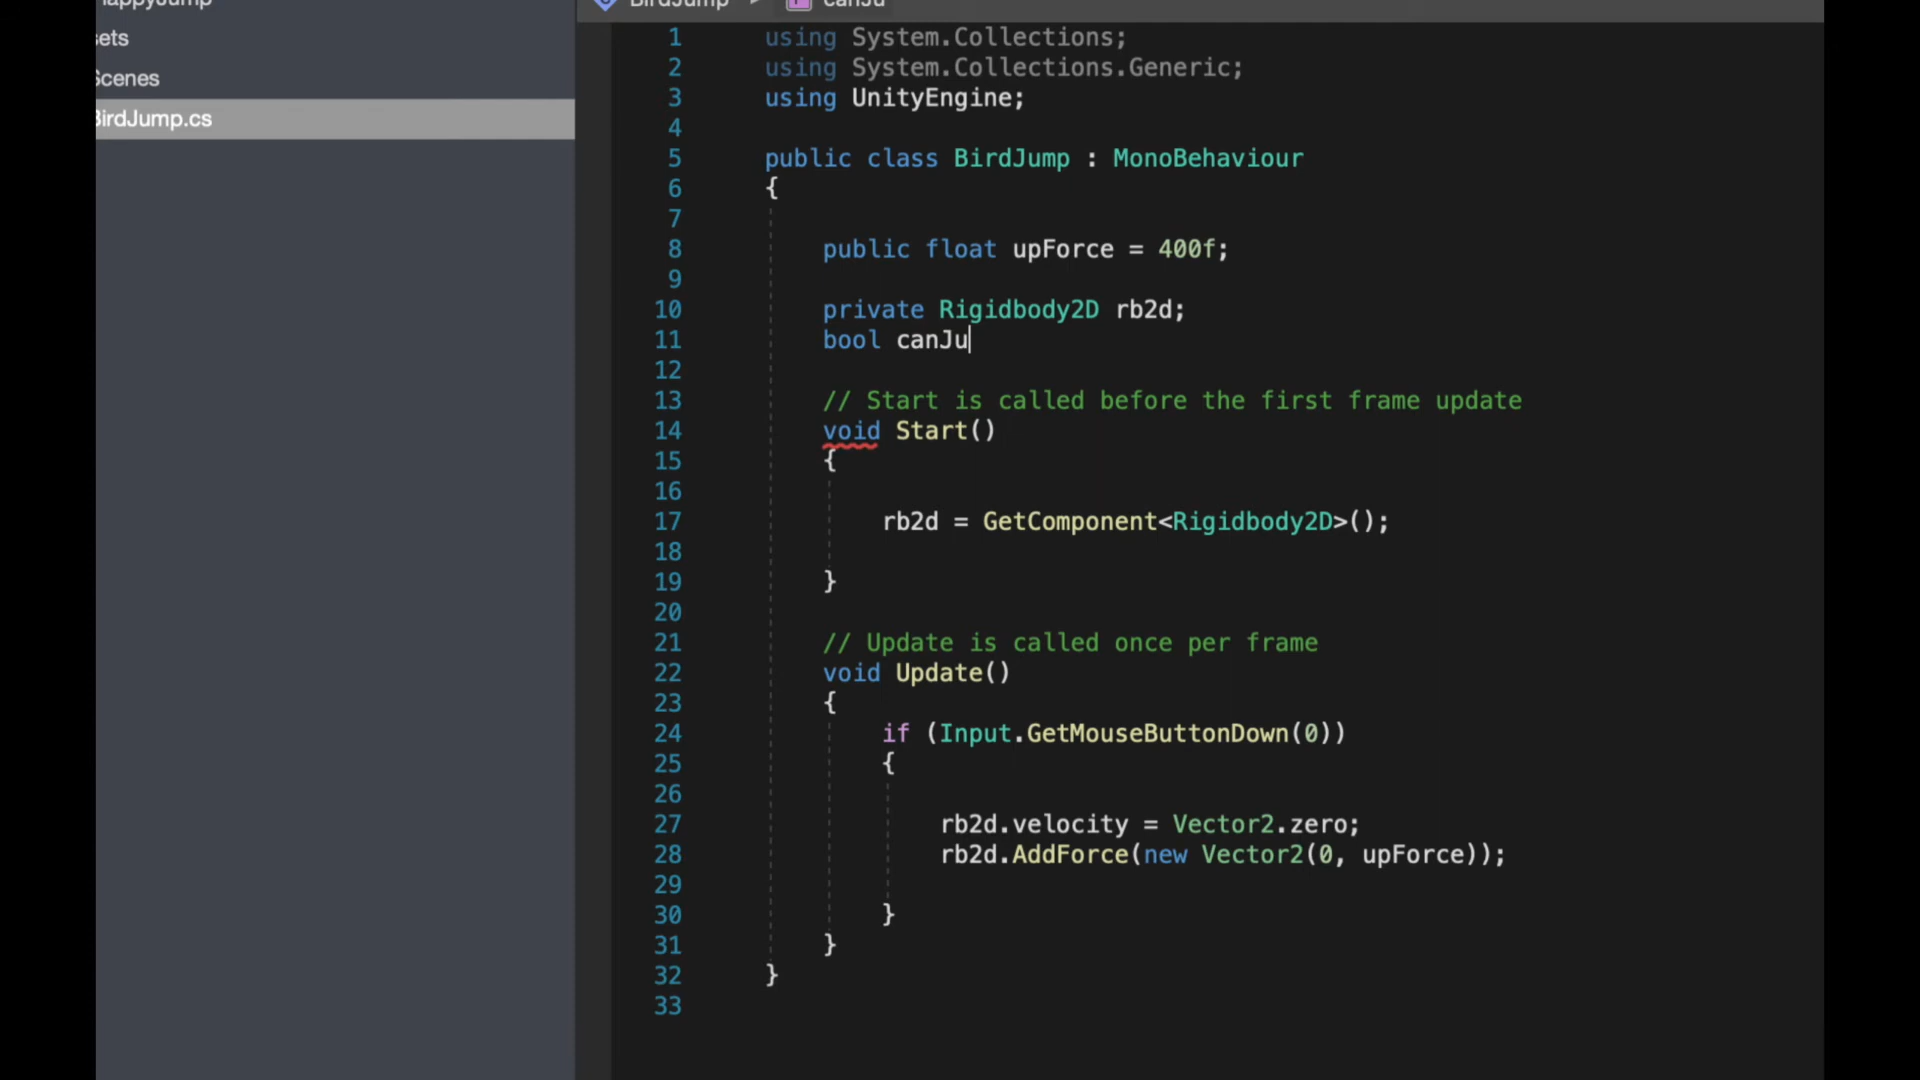 BirdJump canJu
sets
Scenes
BirdJump.cs
1 using System.Collections;
2 using System.Collections.Generic;
3 using UnityEngine;
4
5 public class BirdJump : MonoBehaviour
6 {
7
8 public float upForce = 400f;
9
10 private Rigidbody2D rb2d;
11 bool canJu
12
13 // Start is called before the first frame update
14 void Start()
15 {
16
17 rb2d = GetComponent<Rigidbody2D>();
18
19 }
20
21 // Update is called once per frame
22 void Update()
23 {
24 if (Input.GetMouseButtonDown(0))
25 {
26
27 rb2d.velocity = Vector2.zero;
28 rb2d.AddForce(new Vector2(0, upForce));
29
30 }
31 }
32 }
33